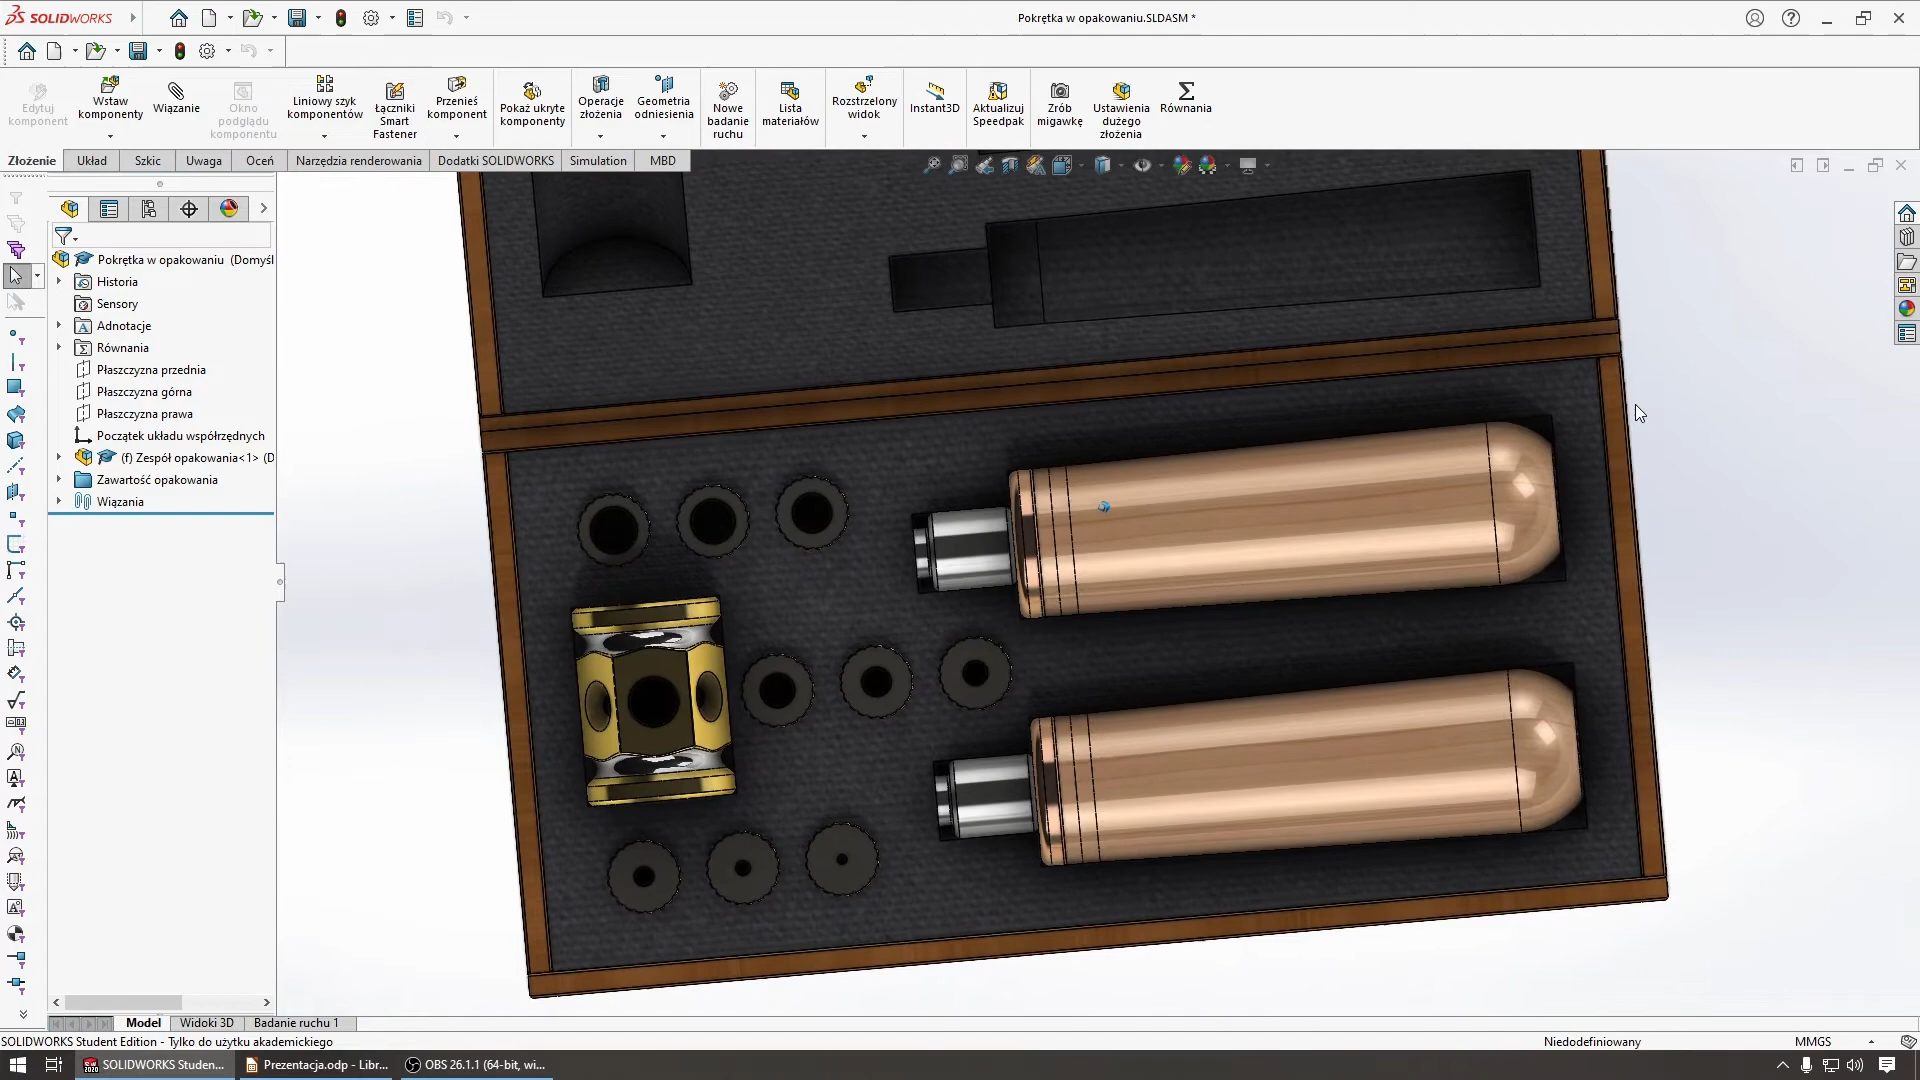 SOLIDWORKS
Pokrętka w opakowaniu.SLDASM *
Edytuj komponent
Wstaw komponenty
Wiązanie
Okno podglądu komponentu
Liniowy szyk komponentów
Łączniki Smart Fastener
Przenieś komponent
Pokaż ukryte komponenty
Operacje złożenia
Geometria odniesienia
Nowe badanie ruchu
Lista materiałów
Rozstrzelony widok
Instant3D
Aktualizuj Speedpak
Zrób migawkę
Ustawienia dużego złożenia
Równania
Złożenie
Układ
Szkic
Uwaga
Oceń
Narzędzia renderowania
Dodatki SOLIDWORKS
Simulation
MBD
Pokrętka w opakowaniu (Domyśl
Historia
Sensory
Adnotacje
Równania
Płaszczyzna przednia
Płaszczyzna górna
Płaszczyzna prawa
Początek układu współrzędnych
(f) Zespół opakowania<1> (D
Zawartość opakowania
Wiązania
Model
Widoki 3D
Badanie ruchu 1
SOLIDWORKS Student Edition - Tylko do użytku akademickiego
Niedodefiniowany
MMGS
SOLIDWORKS Studen...
Prezentacja.odp - Libr...
OBS 26.1.1 (64-bit, wi...